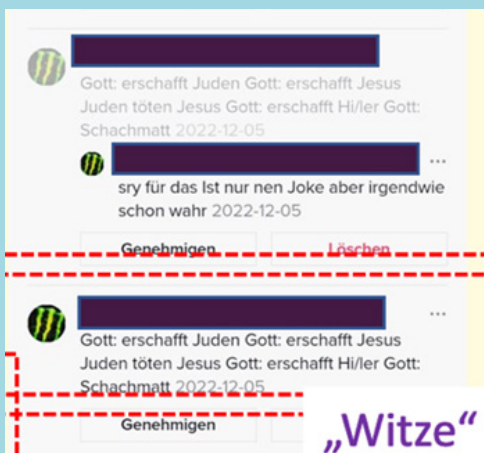 Gott: erschafft Juden Gott: erschafft Jesus
Juden töten Jesus Gott: erschafft Hi/ler Gott:
Schachmatt 2022-12-05
sry für das Ist nur nen Joke aber irgendwie
schon wahr 2022-12-05
Genehmigen Löschen
Gott: erschafft Juden Gott: erschafft Jesus
Juden töten Jesus Gott: erschafft Hi/ler Gott:
Schachmatt 2022-12-05
Genehmigen
„Witze“